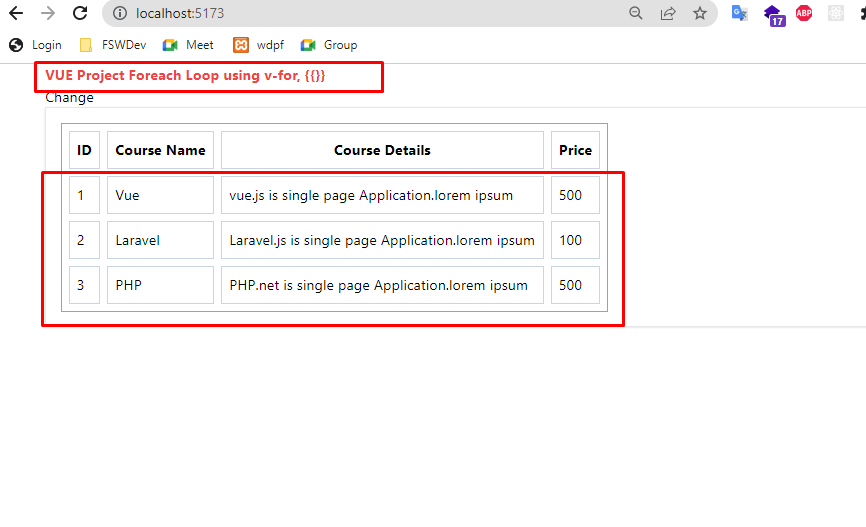 localhost:5173
17
ABP
Login FSWDev Meet wdpf Group
VUE Project Foreach Loop using v-for, {{}}
Change
ID Course Name Course Details Price
1 Vue vue.js is single page Application.lorem ipsum 500
2 Laravel Laravel.js is single page Application.lorem ipsum 100
3 PHP PHP.net is single page Application.lorem ipsum 500